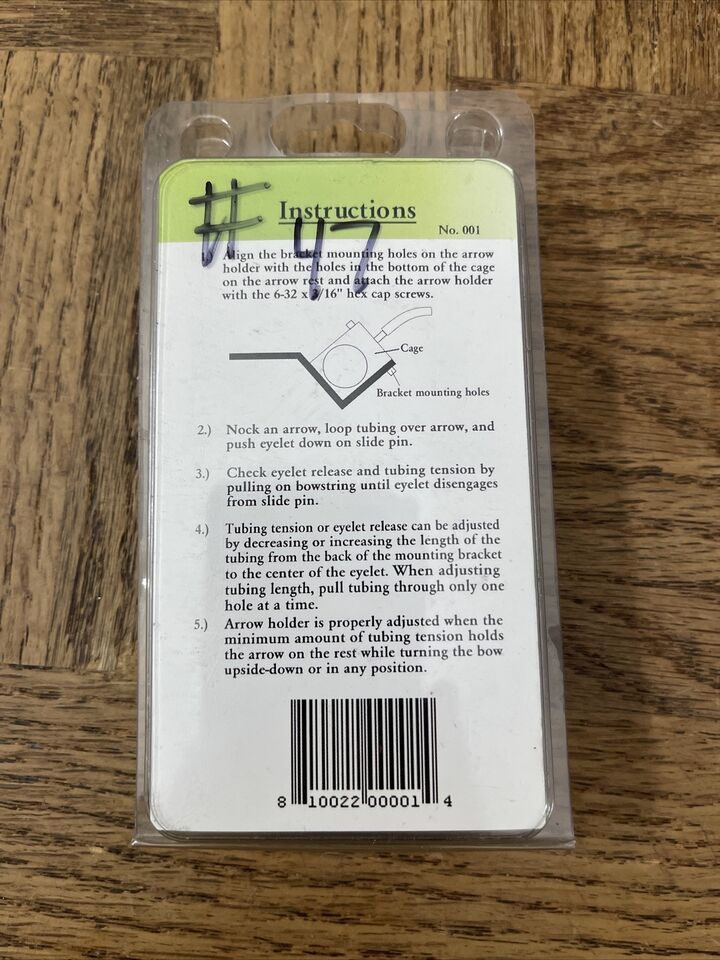 # 47
Instructions
No. 001
1.) Align the bracket mounting holes on the arrow
holder with the holes in the bottom of the cage
on the arrow rest and attach the arrow holder
with the 6-32 x 3/16" hex cap screws.
Cage
Bracket mounting holes
2.) Nock an arrow, loop tubing over arrow, and
push eyelet down on slide pin.
3.) Check eyelet release and tubing tension by
pulling on bowstring until eyelet disengages
from slide pin.
4.) Tubing tension or eyelet release can be adjusted
by decreasing or increasing the length of the
tubing from the back of the mounting bracket
to the center of the eyelet. When adjusting
tubing length, pull tubing through only one
hole at a time.
5.) Arrow holder is properly adjusted when the
minimum amount of tubing tension holds
the arrow on the rest while turning the bow
upside-down or in any position.
8 10022 00001 4